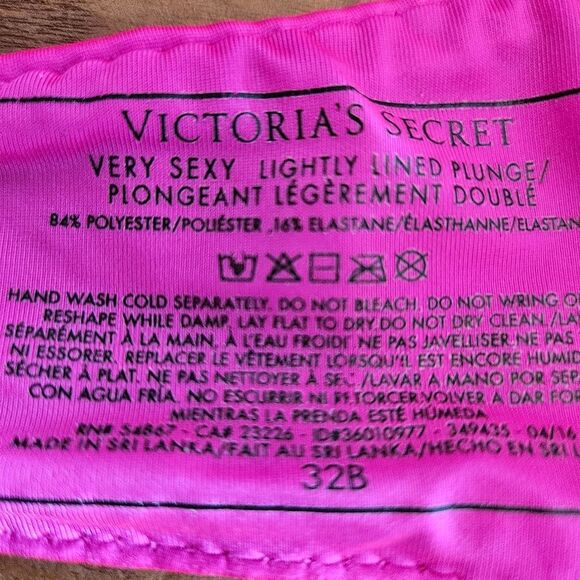 VICTORIA'S SECRET
VERY SEXY LIGHTLY LINED PLUNGE/
PLONGEANT LÉGÈREMENT DOUBLÉ
84% POLYESTER/POLIÉSTER ,16% ELASTANE/ÉLASTHANNE/ELASTAN
HAND WASH COLD SEPARATELY. DO NOT BLEACH. DO NOT WRING O
RESHAPE WHILE DAMP. LAY FLAT TO DRY.DO NOT DRY CLEAN./LA
SÉPARÉMENT À LA MAIN. À L'EAU FROIDE NE PAS JAVELLISER.NE PAS
NI ESSORER. REPLACER LE VÊTEMENT LORSQU'IL EST ENCORE HUMID
SÉCHER À PLAT. NE PAS NETTOYER À SEC./LAVAR A MANO POR SEP
CON AGUA FRÍA. NO ESCURRIR NI TORCER.VOLVER A DAR FOR
MIENTRAS LA PRENDA ESTÉ HÚMEDA.
RN# 54867 - CA# 23226 - ID#36010977 - 349435 - 04/16
MADE IN SRI LANKA/FAIT AU SRI LANKA/HECHO EN SRI L
32B